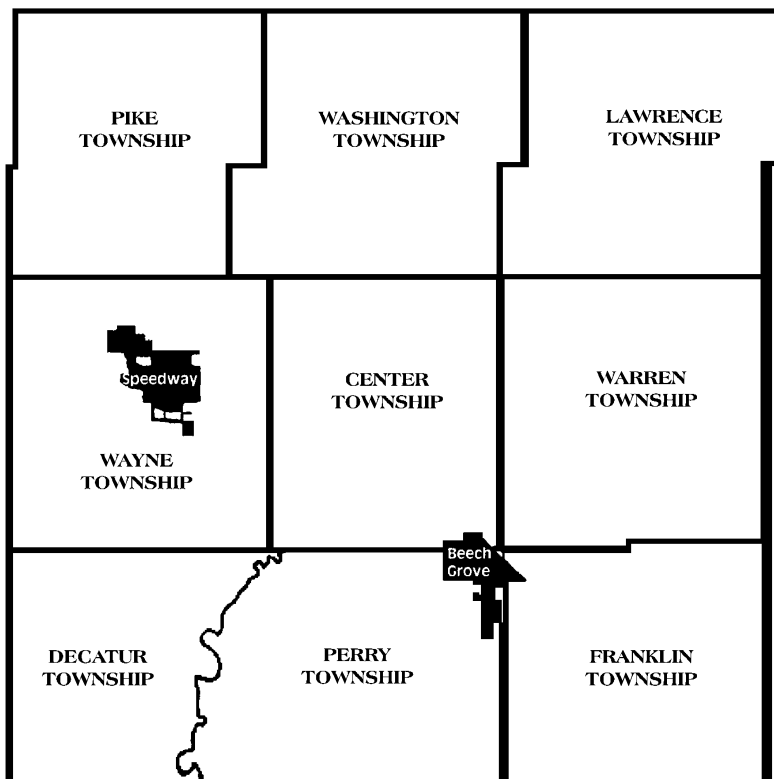 PIKE
TOWNSHIP
WASHINGTON
TOWNSHIP
LAWRENCE
TOWNSHIP
Speedway
WAYNE
TOWNSHIP
CENTER
TOWNSHIP
WARREN
TOWNSHIP
Beech
Grove
DECATUR
TOWNSHIP
PERRY
TOWNSHIP
FRANKLIN
TOWNSHIP